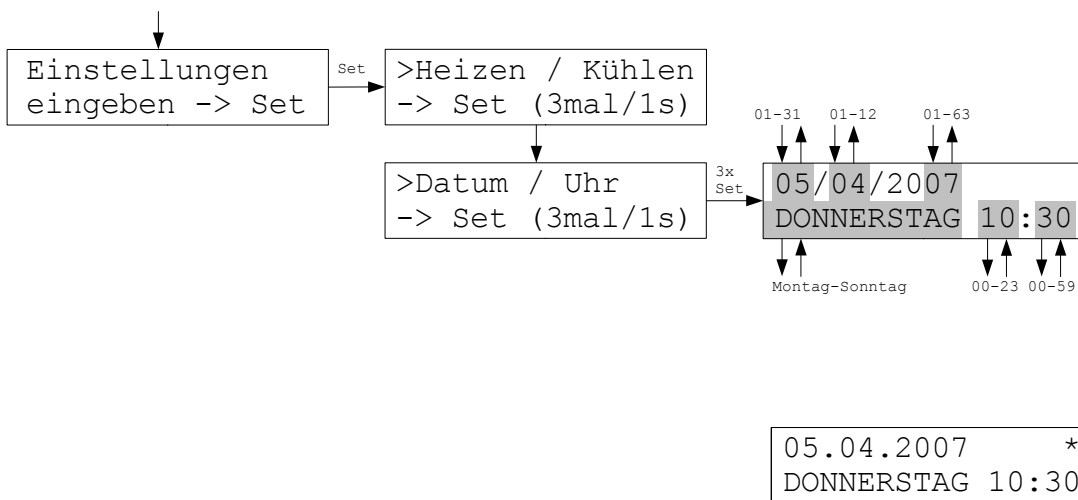 Einstellungen
eingeben -> Set
Set
>Heizen / Kühlen
-> Set (3mal/1s)
>Datum / Uhr
-> Set (3mal/1s)
3x
Set
01-31 01-12 01-63
05/04/2007
DONNERSTAG 10:30
Montag-Sonntag 00-23 00-59
05.04.2007 *
DONNERSTAG 10:30